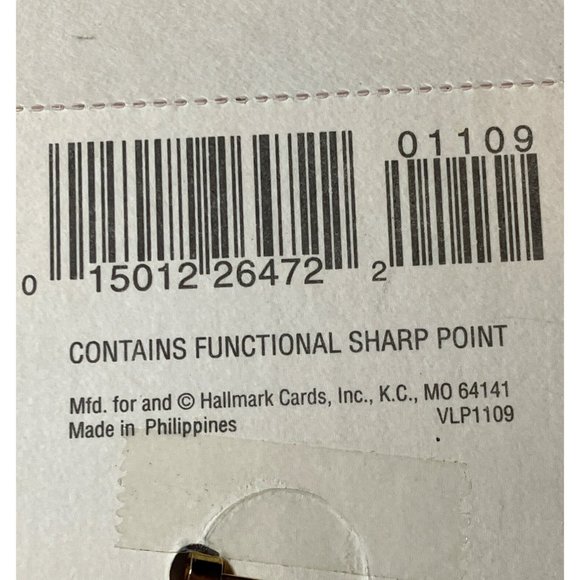 01109
0 15012 26472 2
CONTAINS FUNCTIONAL SHARP POINT
Mfd. for and © Hallmark Cards, Inc., K.C., MO 64141
Made in Philippines VLP1109